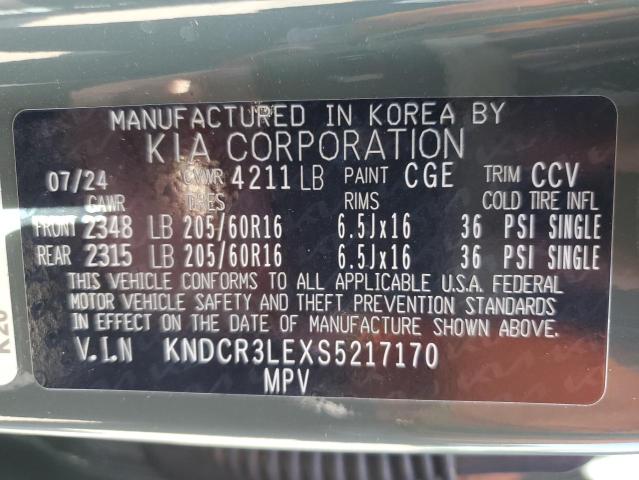 MANUFACTURED IN KOREA BY
KIA CORPORATION
07/24 GVWR 4211 LB PAINT CGE TRIM CCV
GAWR TIRES RIMS COLD TIRE INFL
FRONT 2348 LB 205/60R16 6.5Jx16 36 PSI SINGLE
REAR 2315 LB 205/60R16 6.5Jx16 36 PSI SINGLE
THIS VEHICLE CONFORMS TO ALL APPLICABLE U.S.A. FEDERAL
MOTOR VEHICLE SAFETY AND THEFT PREVENTION STANDARDS
IN EFFECT ON THE DATE OF MANUFACTURE SHOWN ABOVE.
V.I.N KNDCR3LEXS5217170
MPV